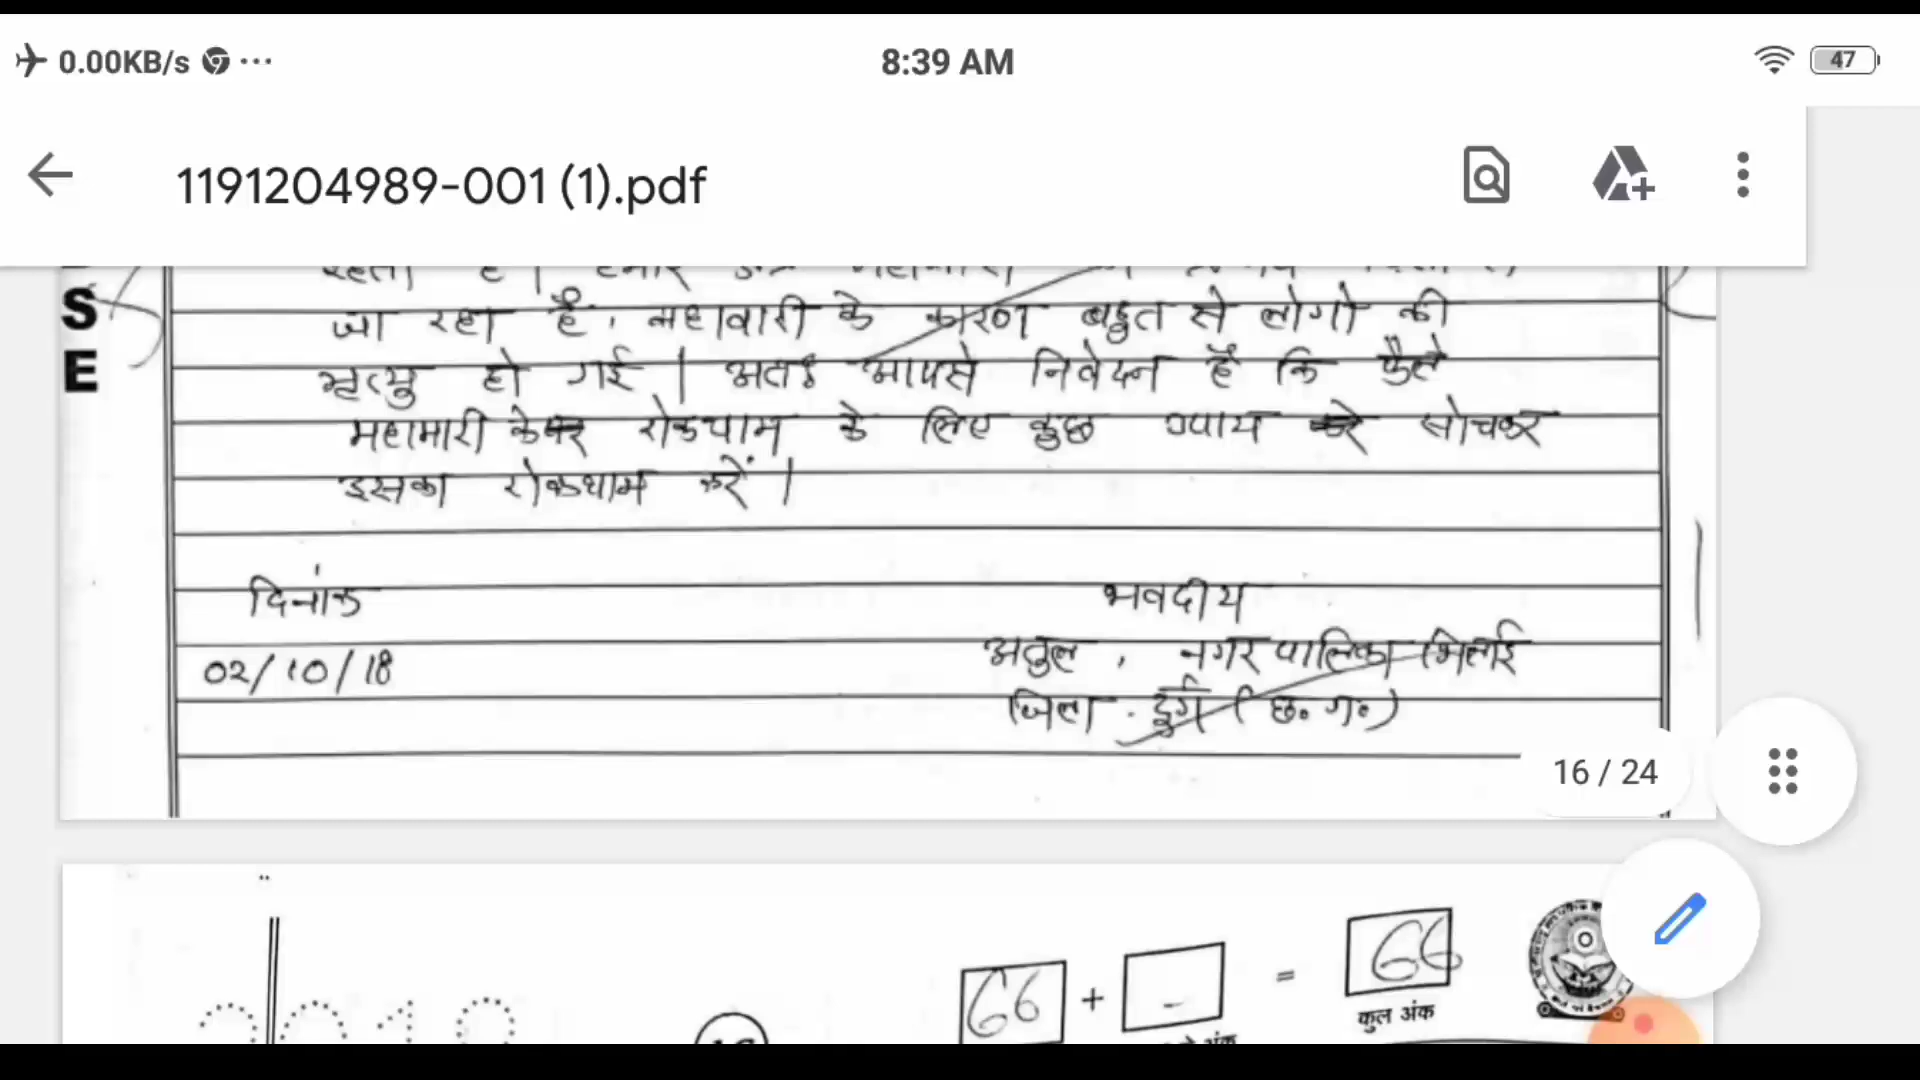 0.00KB/s ... 8:39 AM 47
1191204989-001 (1).pdf
S
E
जा रहा है, महावारी के कारण बहुत से लोगो की
मृत्यु हो गई | अतः आपसे निवेदन है कि फैले
महामारी के रोकथाम के लिए कुछ उपाय सोचकर
इसका रोकथाम करें |
दिनांक भवदीय
02/10/18 अतुल, नगर पालिका भिलाई
जिला . दुर्ग ( छ. ग.)
16 / 24
66 + - = 66
कुल अंक